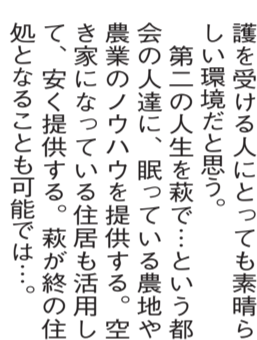 護を受ける人にとっても素晴ら
しい環境だと思う。
　第二の人生を萩で…という都
会の人達に、眠っている農地や
農業のノウハウを提供する。空
き家になっている住居も活用し
て、安く提供する。萩が終の住
処となることも可能では…。